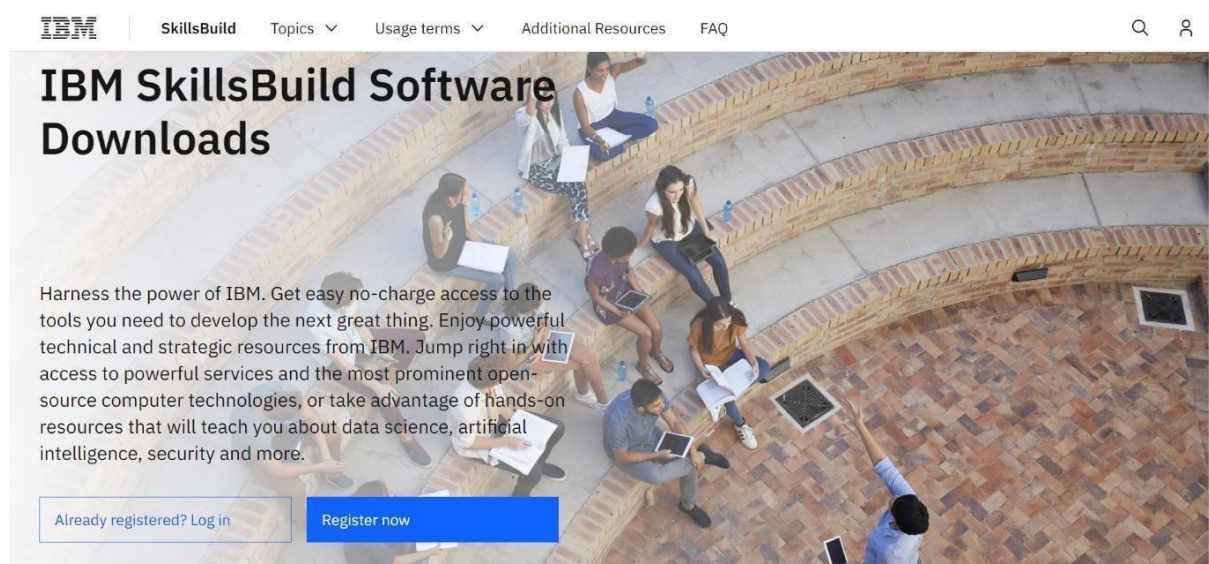 IBM SkillsBuild Topics Usage terms Additional Resources FAQ
IBM SkillsBuild Software
Downloads
Harness the power of IBM. Get easy no-charge access to the
tools you need to develop the next great thing. Enjoy powerful
technical and strategic resources from IBM. Jump right in with
access to powerful services and the most prominent open-
source computer technologies, or take advantage of hands-on
resources that will teach you about data science, artificial
intelligence, security and more.
Already registered? Log in Register now